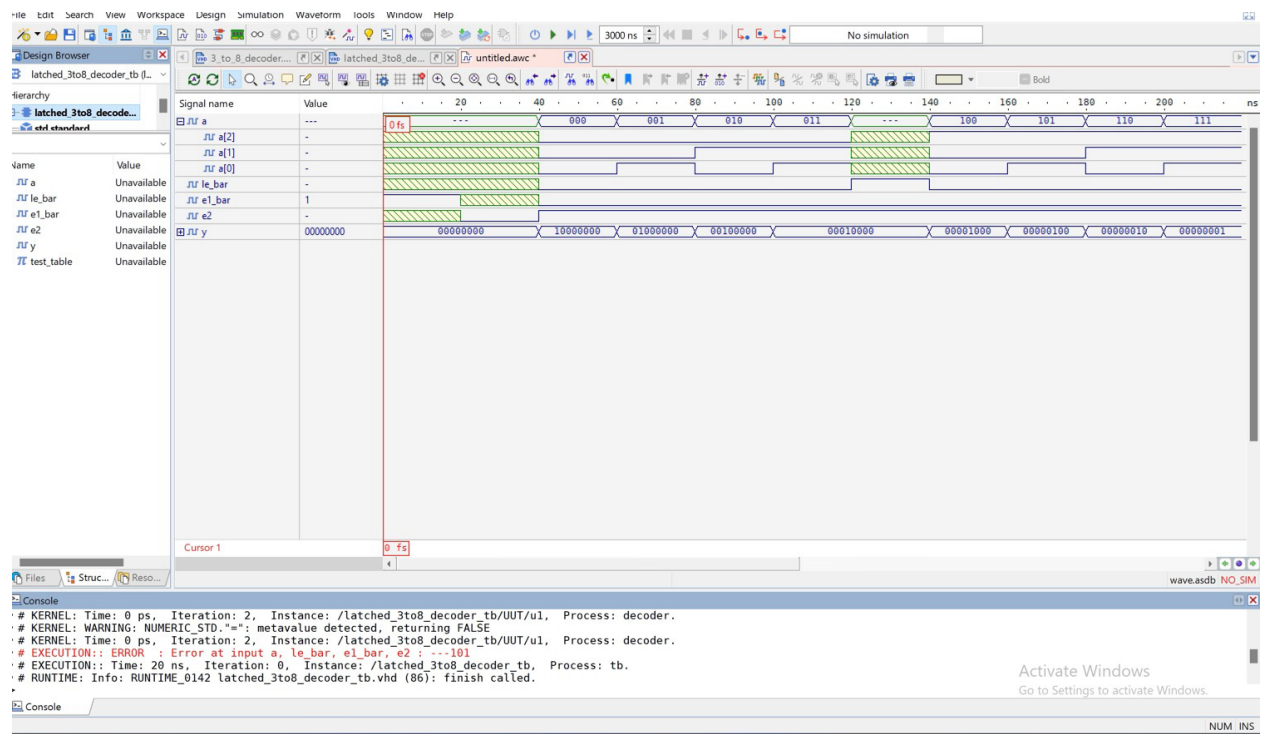 File Edit Search View Workspace Design Simulation Waveform Tools Window Help
3000 ns No simulation
Design Browser
3_to_8_decoder.... latched_3to8_de... untitled.awc *
latched_3to8_decoder_tb (l...
Bold
Hierarchy
latched_3to8_decode...
std.standard
Signal name Value 20 40 60 80 100 120 140 160 180 200 ns
a --- 0 fs --- 000 001 010 011 --- 100 101 110 111
a[2] -
a[1] -
a[0] -
le_bar -
e1_bar 1
e2 -
y 00000000 00000000 10000000 01000000 00100000 00010000 00001000 00000100 00000010 00000001
Name Value
a Unavailable
le_bar Unavailable
e1_bar Unavailable
e2 Unavailable
y Unavailable
test_table Unavailable
Cursor 1 0 fs
Files Struc... Reso...
wave.asdb NO_SIM
Console
# KERNEL: Time: 0 ps, Iteration: 2, Instance: /latched_3to8_decoder_tb/UUT/u1, Process: decoder.
# KERNEL: WARNING: NUMERIC_STD."=": metavalue detected, returning FALSE
# KERNEL: Time: 0 ps, Iteration: 2, Instance: /latched_3to8_decoder_tb/UUT/u1, Process: decoder.
# EXECUTION:: ERROR : Error at input a, le_bar, e1_bar, e2 : ---101
# EXECUTION:: Time: 20 ns, Iteration: 0, Instance: /latched_3to8_decoder_tb, Process: tb.
# RUNTIME: Info: RUNTIME_0142 latched_3to8_decoder_tb.vhd (86): finish called.
Activate Windows
Go to Settings to activate Windows.
Console
NUM INS